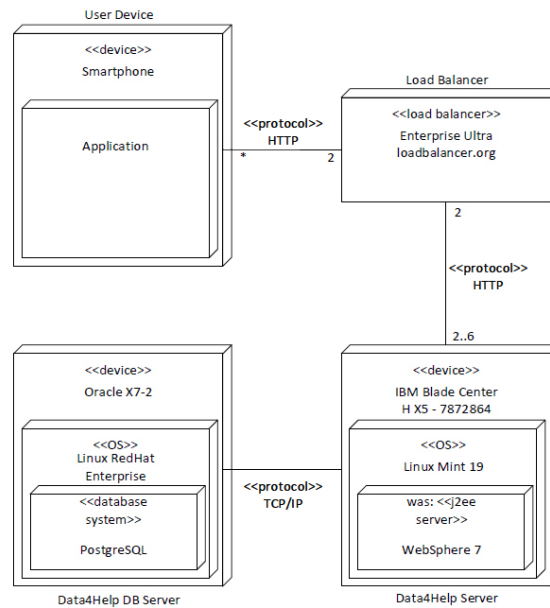 User Device
<<device>>
Smartphone
Application
<<protocol>>
HTTP
*
2
Load Balancer
<<load balancer>>
Enterprise Ultra
loadbalancer.org
2
<<protocol>>
HTTP
2..6
<<device>>
Oracle X7-2
<<OS>>
Linux RedHat
Enterprise
<<database
system>>
PostgreSQL
Data4Help DB Server
<<protocol>>
TCP/IP
<<device>>
IBM Blade Center
H X5 - 7872864
<<OS>>
Linux Mint 19
was: <<j2ee
server>>
WebSphere 7
Data4Help Server